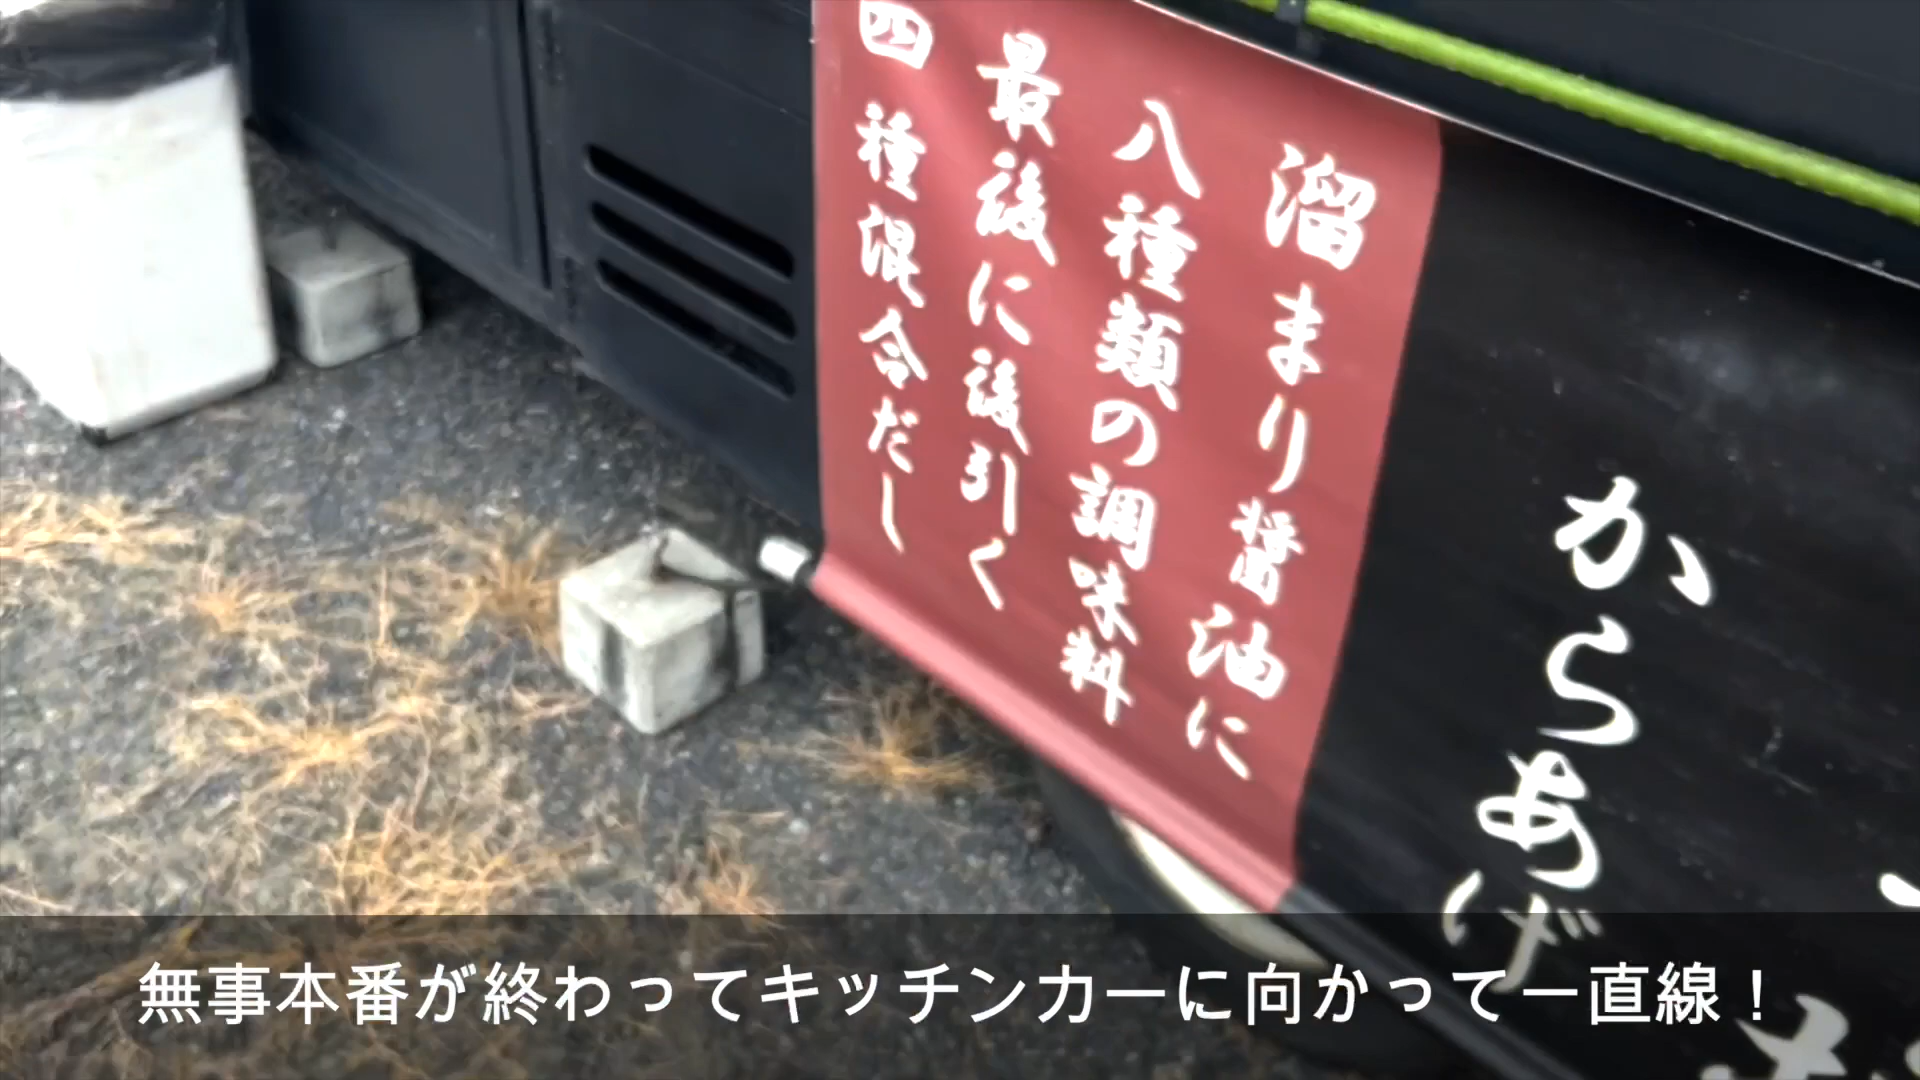 溜まり醤油に
八種類の調味料
最後に後引く
四種混合だし
からあげ
無事本番が終わってキッチンカーに向かって一直線！